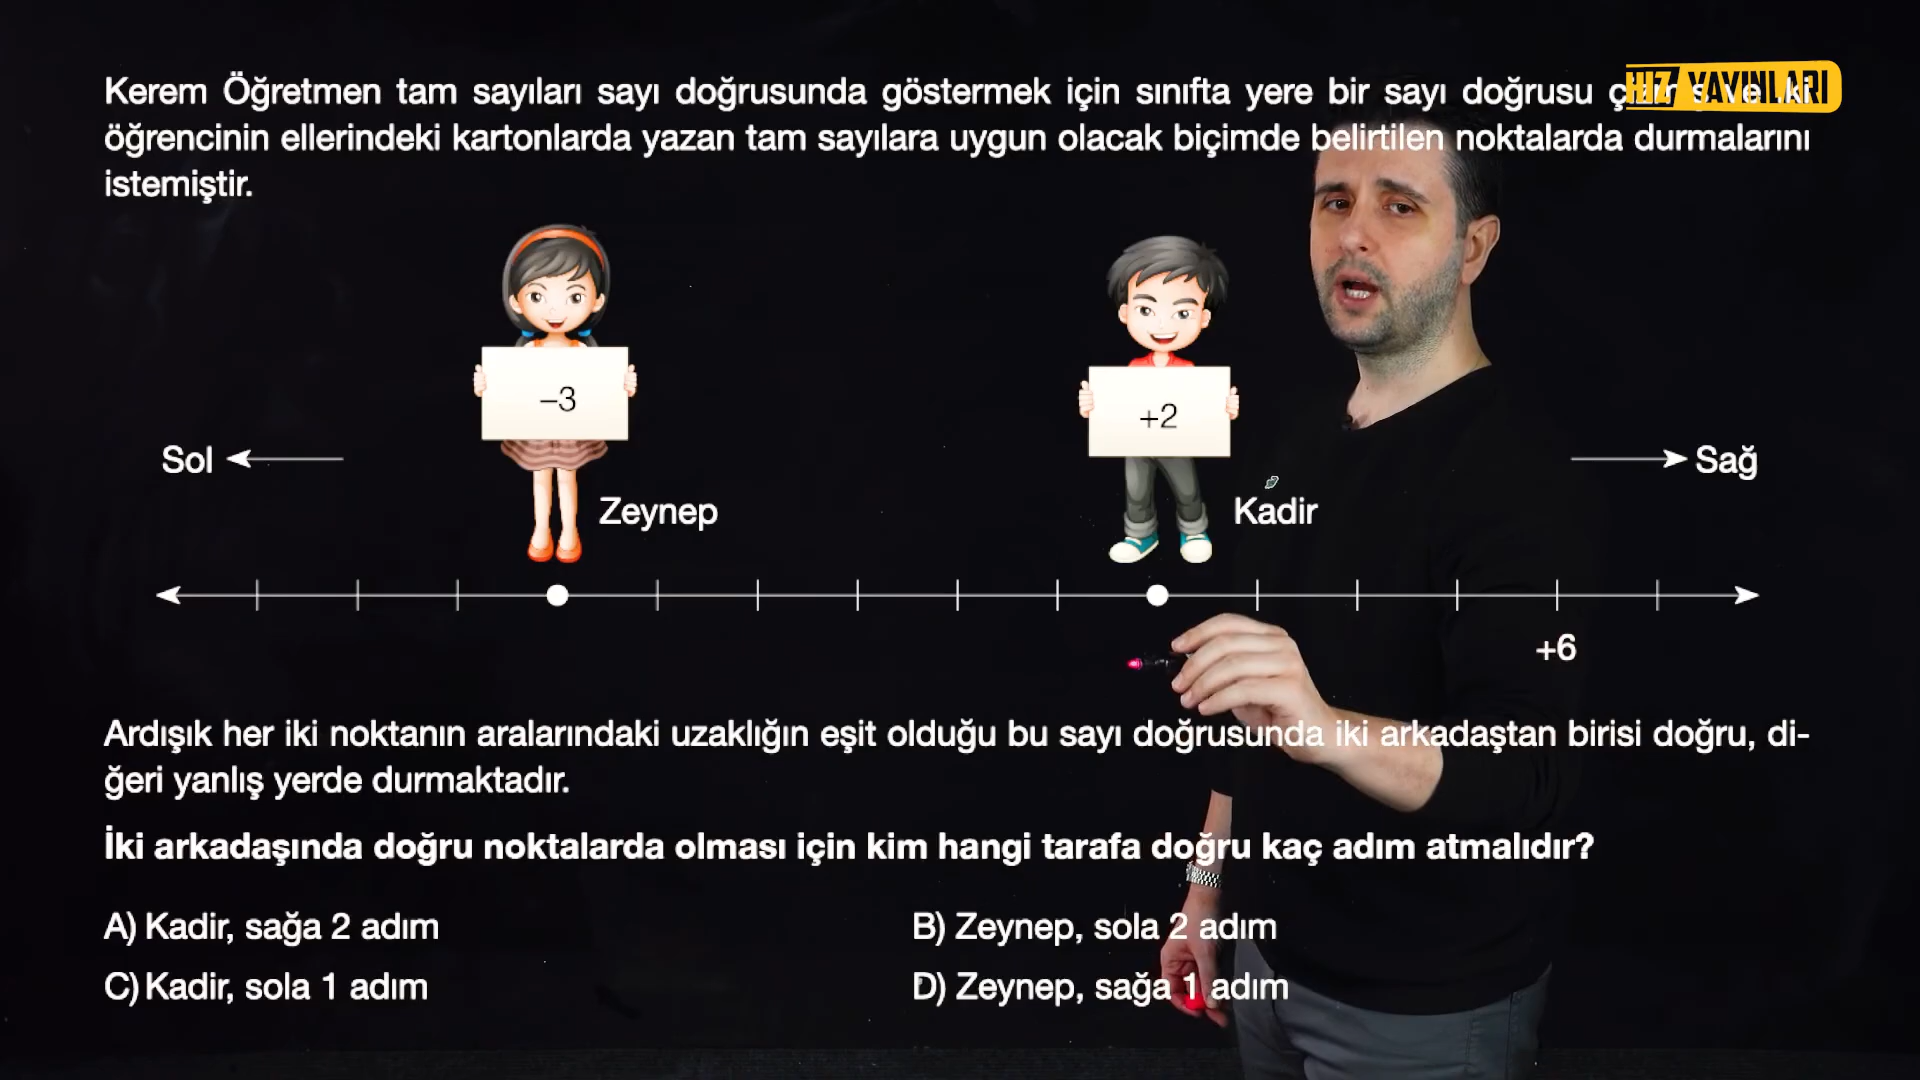 Kerem Öğretmen tam sayıları sayı doğrusunda göstermek için sınıfta yere bir sayı doğrusu
HIZ YAYINLARI
öğrencinin ellerindeki kartonlarda yazan tam sayılara uygun olacak biçimde belirtilen noktalarda durmalarını
istemiştir.
–3
+2
Sol
Sağ
Zeynep
Kadir
+6
Ardışık her iki noktanın aralarındaki uzaklığın eşit olduğu bu sayı doğrusunda iki arkadaştan birisi doğru, di-
ğeri yanlış yerde durmaktadır.
İki arkadaşında doğru noktalarda olması için kim hangi tarafa doğru kaç adım atmalıdır?
A) Kadir, sağa 2 adım
B) Zeynep, sola 2 adım
C) Kadir, sola 1 adım
D) Zeynep, sağa 1 adım